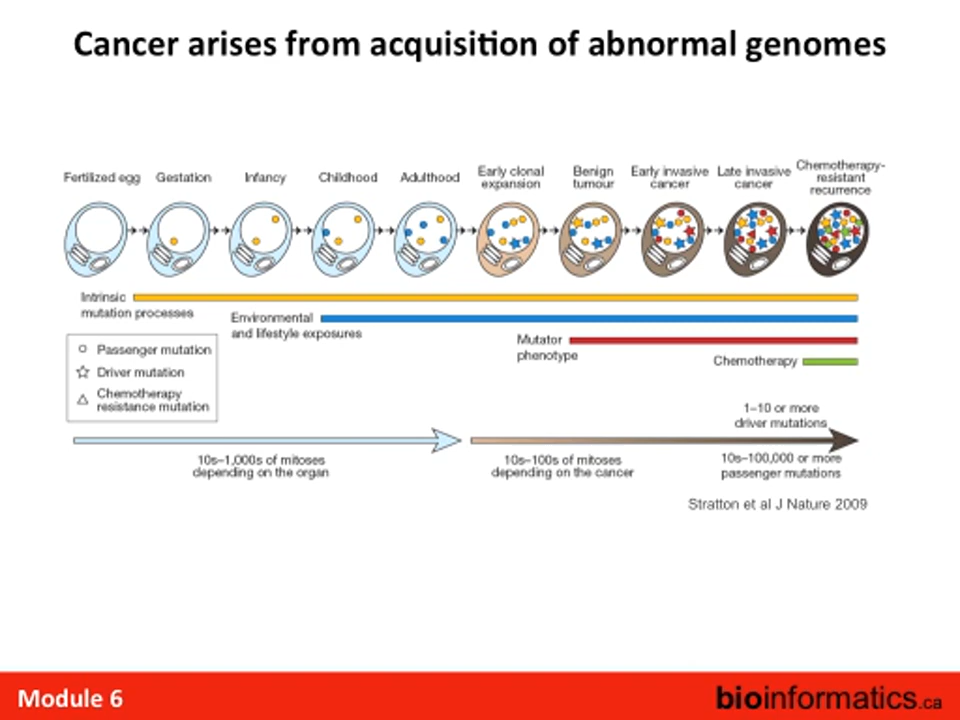 Cancer arises from acquisition of abnormal genomes
Fertilized egg
Gestation
Infancy
Childhood
Adulthood
Early clonal
expansion
Benign
tumour
Early invasive
cancer
Late invasive
cancer
Chemotherapy-
resistant
recurrence
Intrinsic
mutation processes
Environmental
and lifestyle exposures
Mutator
phenotype
Chemotherapy
Passenger mutation
Driver mutation
Chemotherapy
resistance mutation
1–10 or more
driver mutations
10s–1,000s of mitoses
depending on the organ
10s–100s of mitoses
depending on the cancer
10s–100,000 or more
passenger mutations
Stratton et al J Nature 2009
Module 6
bioinformatics.ca